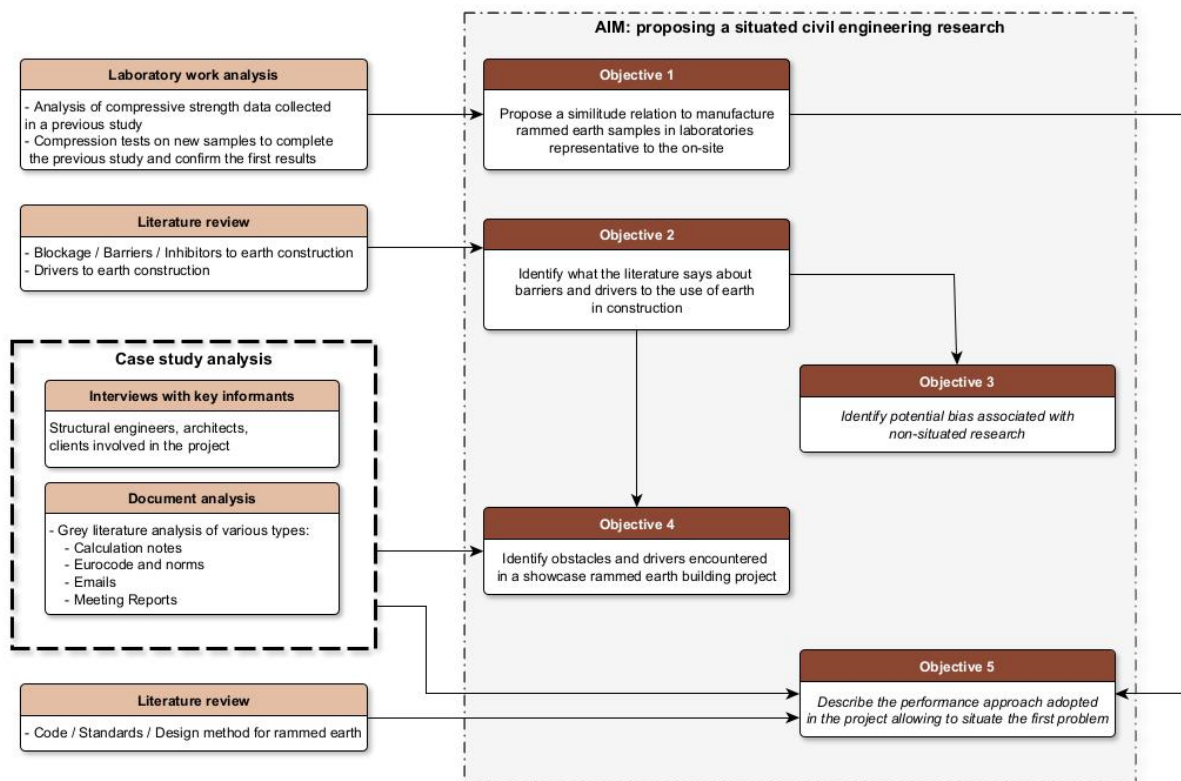 AIM: proposing a situated civil engineering research
Laboratory work analysis
- Analysis of compressive strength data collected
in a previous study
- Compression tests on new samples to complete
the previous study and confirm the first results
Objective 1
Propose a similitude relation to manufacture
rammed earth samples in laboratories
representative to the on-site
Literature review
- Blockage / Barriers / Inhibitors to earth construction
- Drivers to earth construction
Objective 2
Identify what the literature says about
barriers and drivers to the use of earth
in construction
Objective 3
Identify potential bias associated with
non-situated research
Case study analysis
Interviews with key informants
Structural engineers, architects,
clients involved in the project
Document analysis
- Grey literature analysis of various types:
- Calculation notes
- Eurocode and norms
- Emails
- Meeting Reports
Objective 4
Identify obstacles and drivers encountered
in a showcase rammed earth building project
Objective 5
Describe the performance approach adopted
in the project allowing to situate the first problem
Literature review
- Code / Standards / Design method for rammed earth